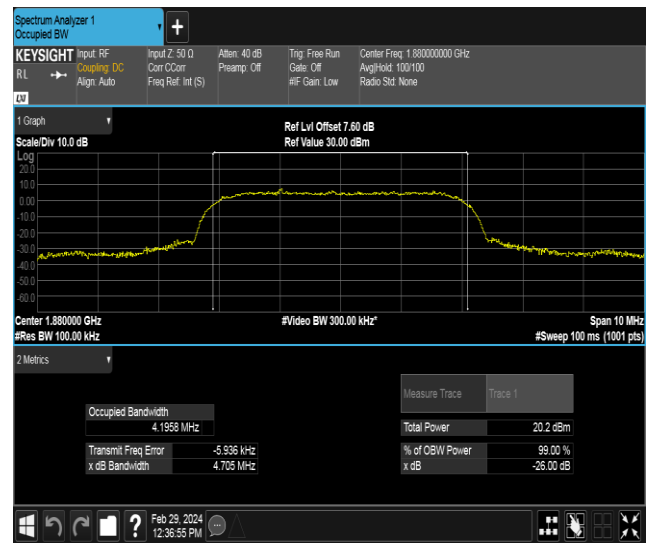 Spectrum Analyzer 1
Occupied BW
+
KEYSIGHT Input: RF Input Z: 50 Ω Atten: 40 dB Trig: Free Run Center Freq: 1.880000000 GHz
RL Coupling: DC Corr CCorr Preamp: Off Gate: Off Avg|Hold: 100/100
Align: Auto Freq Ref: Int (S) #IF Gain: Low Radio Std: None
LXI
1 Graph
Ref Lvl Offset 7.60 dB
Scale/Div 10.0 dB Ref Value 30.00 dBm
Log
20.0
10.0
0.00
-10.0
-20.0
-30.0
-40.0
-50.0
-60.0
Center 1.880000 GHz #Video BW 300.00 kHz* Span 10 MHz
#Res BW 100.00 kHz #Sweep 100 ms (1001 pts)
2 Metrics
Measure Trace Trace 1
Occupied Bandwidth
4.1958 MHz Total Power 20.2 dBm
Transmit Freq Error -5.936 kHz % of OBW Power 99.00 %
x dB Bandwidth 4.705 MHz x dB -26.00 dB
? Feb 29, 2024
12:36:55 PM